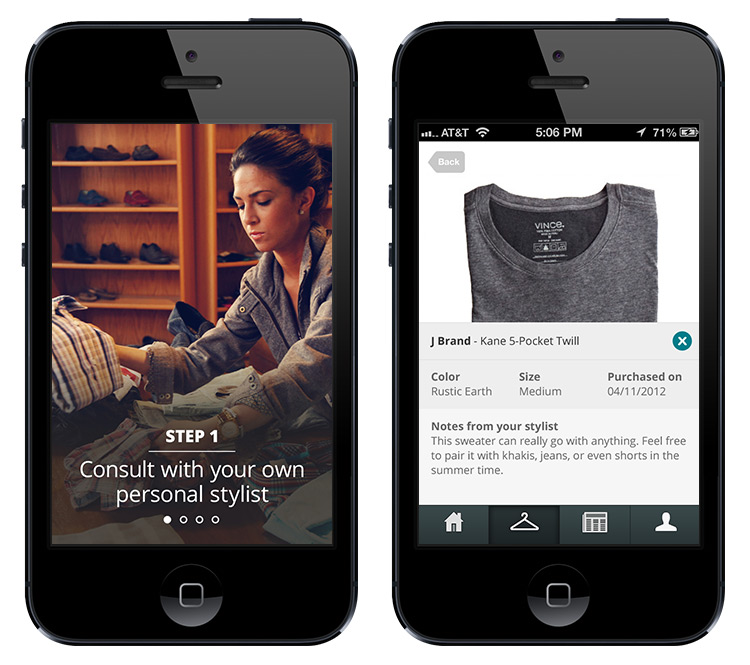 STEP 1
Consult with your own
personal stylist
AT&T 5:06 PM 71%
Back
VINCE.
J Brand - Kane 5-Pocket Twill
Color Size Purchased on
Rustic Earth Medium 04/11/2012
Notes from your stylist
This sweater can really go with anything. Feel free
to pair it with khakis, jeans, or even shorts in the
summer time.